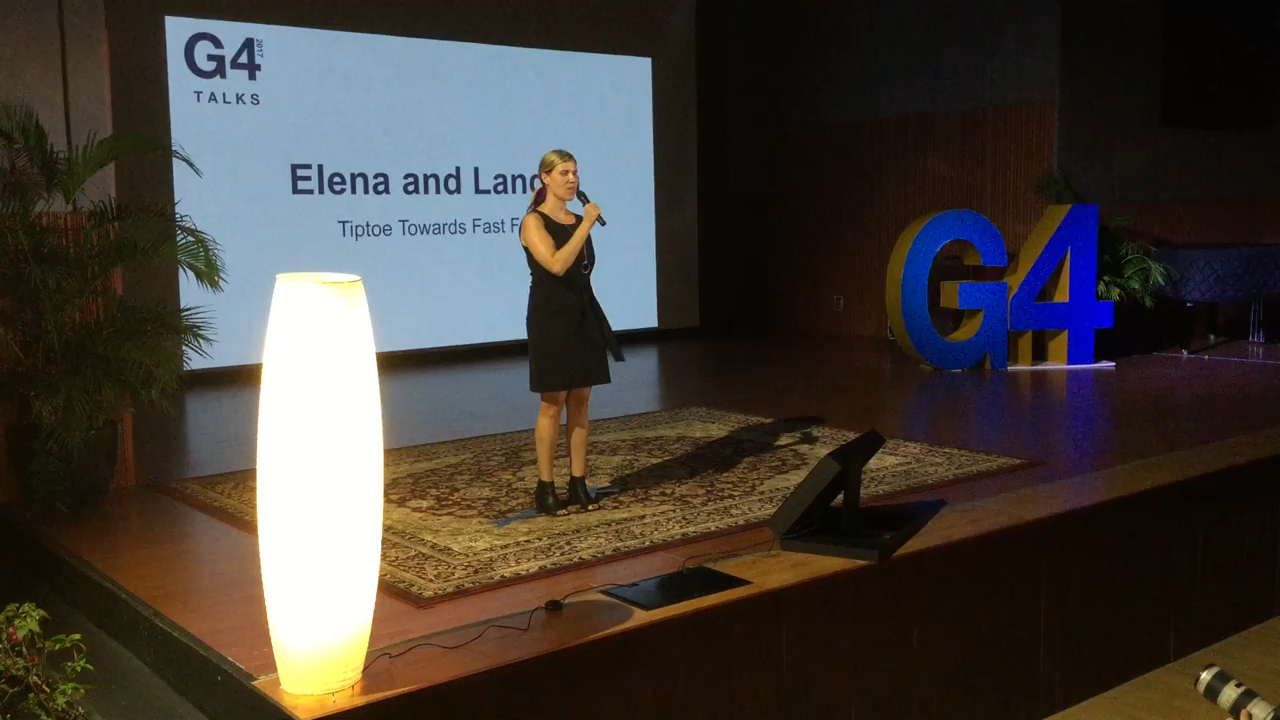 G4 2017
TALKS
Elena and
Tiptoe Towards Fast
G4